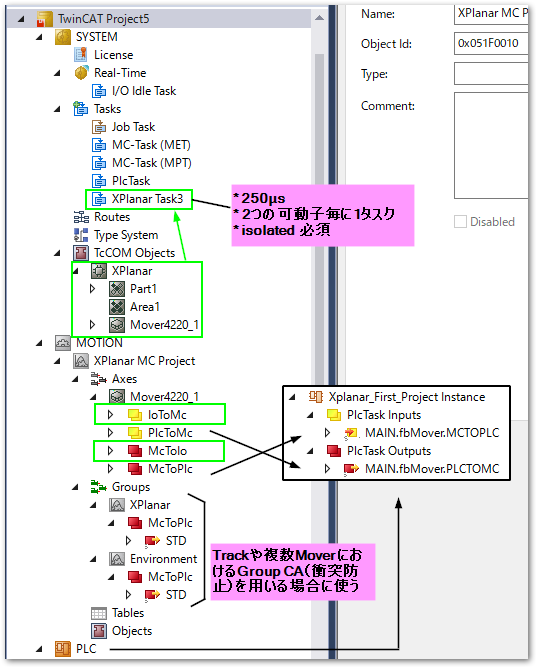 TwinCAT Project5
SYSTEM
License
Real-Time
I/O Idle Task
Tasks
Job Task
MC-Task (MET)
MC-Task (MPT)
PlcTask
XPlanar Task3
Routes
Type System
TcCOM Objects
XPlanar
Part1
Area1
Mover4220_1
MOTION
XPlanar MC Project
Axes
Mover4220_1
IoToMc
PlcToMc
McToIo
McToPlc
Groups
XPlanar
McToPlc
STD
Environment
McToPlc
STD
Tables
Objects
PLC
Name:
XPlanar MC P
Object Id:
0x051F0010
Type:
Comment:
Disabled
* 250μs
* 2つの可動子毎に1タスク
* isolated 必須
Xplanar_First_Project Instance
PlcTask Inputs
MAIN.fbMover.MCTOPLC
PlcTask Outputs
MAIN.fbMover.PLCTOMC
Trackや複数Moverにお
けるGroup CA(衝突防
止)を用いる場合に使う